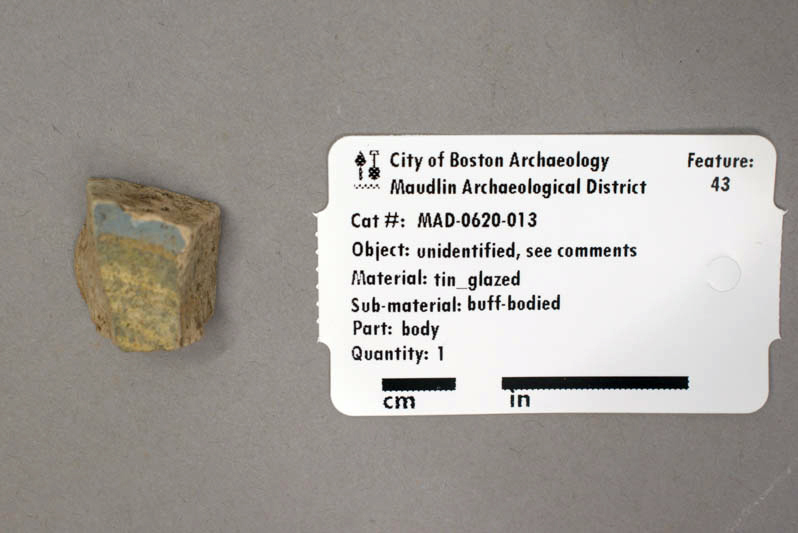 City of Boston Archaeology
Maudlin Archaeological District
Feature:
43
Cat #: MAD-0620-013
Object: unidentified, see comments
Material: tin_glazed
Sub-material: buff-bodied
Part: body
Quantity: 1
cm in